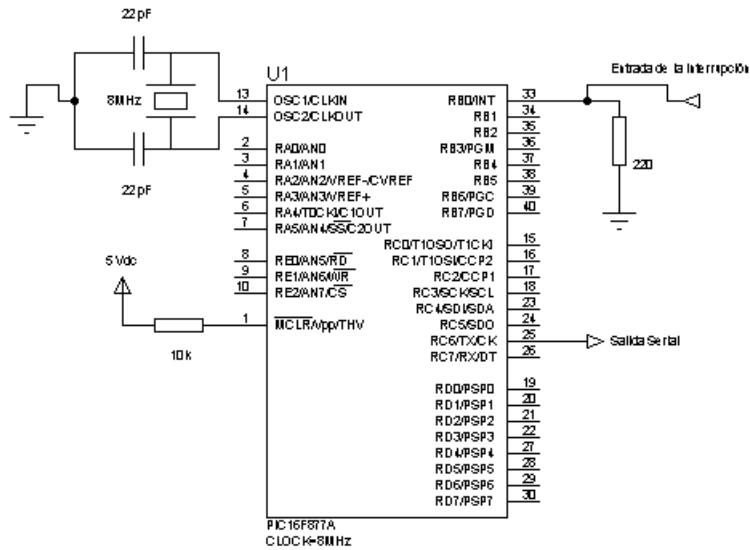 22pF
8MHz
22pF
5 Vdc
10k
U1
13 OSC1/CLKIN
14 OSC2/CLKOUT
2 RA0/AN0
3 RA1/AN1
4 RA2/AN2/VREF-/CVREF
5 RA3/AN3/VREF+
6 RA4/T0CKI/C1OUT
7 RA5/AN4/SS/C2OUT
8 RE0/AN5/RD
9 RE1/AN6/WR
10 RE2/AN7/CS
1 MCLR/Vpp/THV
RB0/INT 33
RB1 34
RB2 35
RB3/PGM 36
RB4 37
RB5 38
RB6/PGC 39
RB7/PGD 40
RC0/T1OSO/T1CKI 15
RC1/T1OSI/CCP2 16
RC2/CCP1 17
RC3/SCK/SCL 18
RC4/SDI/SDA 23
RC5/SDO 24
RC6/TX/CK 25
RC7/RX/DT 26
RD0/PSP0 19
RD1/PSP1 20
RD2/PSP2 21
RD3/PSP3 22
RD4/PSP4 27
RD5/PSP5 28
RD6/PSP6 29
RD7/PSP7 30
PIC16F877A
CLOCK=8MHz
Entrada de la Interrupción
220
Salida Serial